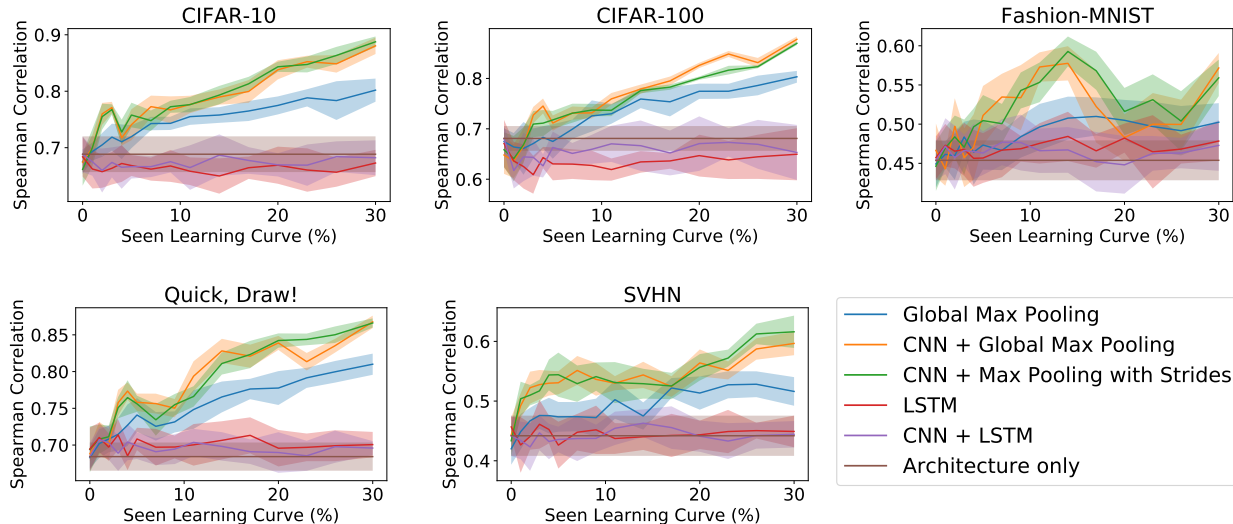 CIFAR-10
Spearman Correlation
0.9
0.8
0.7
0 10 20 30
Seen Learning Curve (%)
CIFAR-100
Spearman Correlation
0.8
0.7
0.6
0 10 20 30
Seen Learning Curve (%)
Fashion-MNIST
Spearman Correlation
0.60
0.55
0.50
0.45
0 10 20 30
Seen Learning Curve (%)
Quick, Draw!
Spearman Correlation
0.85
0.80
0.75
0.70
0 10 20 30
Seen Learning Curve (%)
SVHN
Spearman Correlation
0.6
0.5
0.4
0 10 20 30
Seen Learning Curve (%)
Global Max Pooling
CNN + Global Max Pooling
CNN + Max Pooling with Strides
LSTM
CNN + LSTM
Architecture only